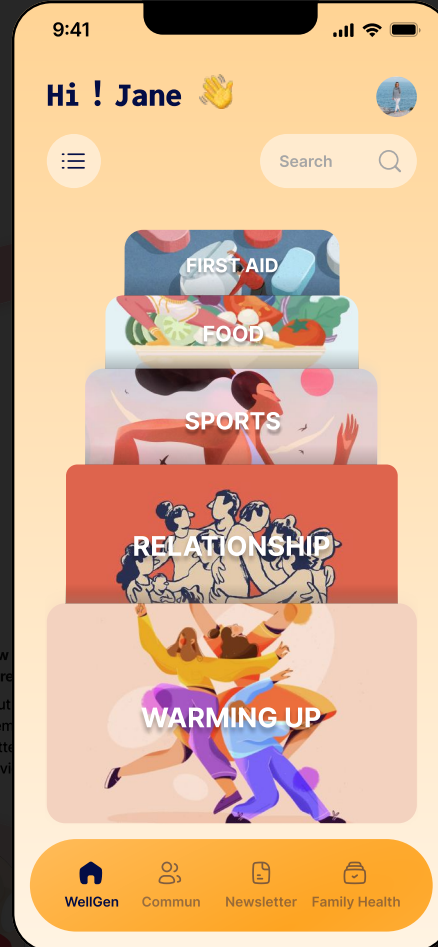 9:41
Hi ! Jane 👋
Search
FIRST AID
FOOD
SPORTS
RELATIONSHIP
WARMING UP
WellGen Commun Newsletter Family Health